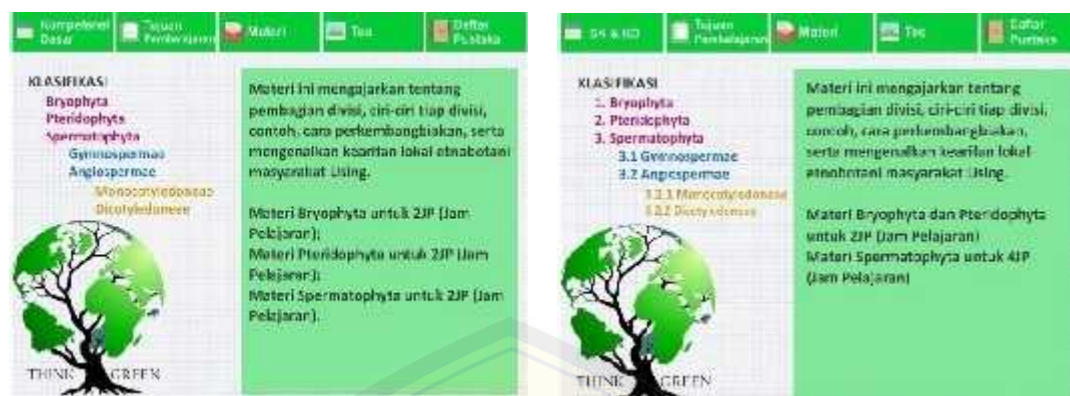 Kompetensi Dasar
Tujuan Pembelajaran
Materi
Tes
Daftar Pustaka
KLASIFIKASI
Bryophyta
Pteridophyta
Spermatophyta
Gymnospermae
Angiospermae
Monocotyledoneae
Dicotyledoneae
THINK GREEN
Materi ini mengajarkan tentang
pembagian divisi, ciri-ciri tiap divisi,
contoh, cara perkembangbiakan, serta
mengenalkan kearifan lokal etnobotani
masyarakat Using.
Materi Bryophyta untuk 2JP (Jam
Pelajaran);
Materi Pteridophyta untuk 2JP (Jam
Pelajaran);
Materi Spermatophyta untuk 2JP (Jam
Pelajaran).
SK & KD
Tujuan Pembelajaran
Materi
Tes
Daftar Pustaka
KLASIFIKASI
1. Bryophyta
2. Pteridophyta
3. Spermatophyta
3.1 Gymnospermae
3.2 Angiospermae
3.2.1 Monocotyledoneae
3.2.2 Dicotyledoneae
THINK GREEN
Materi ini mengajarkan tentang
pembagian divisi, ciri-ciri tiap divisi,
contoh, cara perkembangbiakan,
serta mengenalkan kearifan lokal
etnobotani masyarakat Using.
Materi Bryophyta dan Pteridophyta
untuk 2JP (Jam Pelajaran)
Materi Spermatophyta untuk 4JP
(Jam Pelajaran)